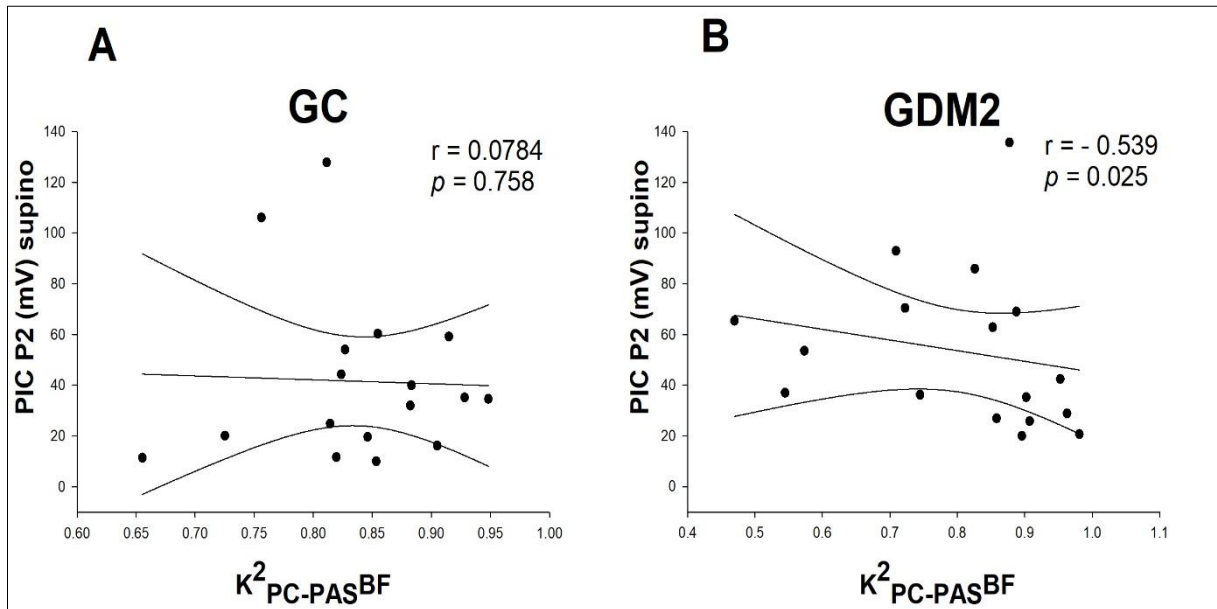 A
GC
r = 0.0784
p = 0.758
PIC P2 (mV) supino
140
120
100
80
60
40
20
0
0.60 0.65 0.70 0.75 0.80 0.85 0.90 0.95 1.00
K²PC-PASBF
B
GDM2
r = - 0.539
p = 0.025
PIC P2 (mV) supino
140
120
100
80
60
40
20
0
0.4 0.5 0.6 0.7 0.8 0.9 1.0 1.1
K²PC-PASBF